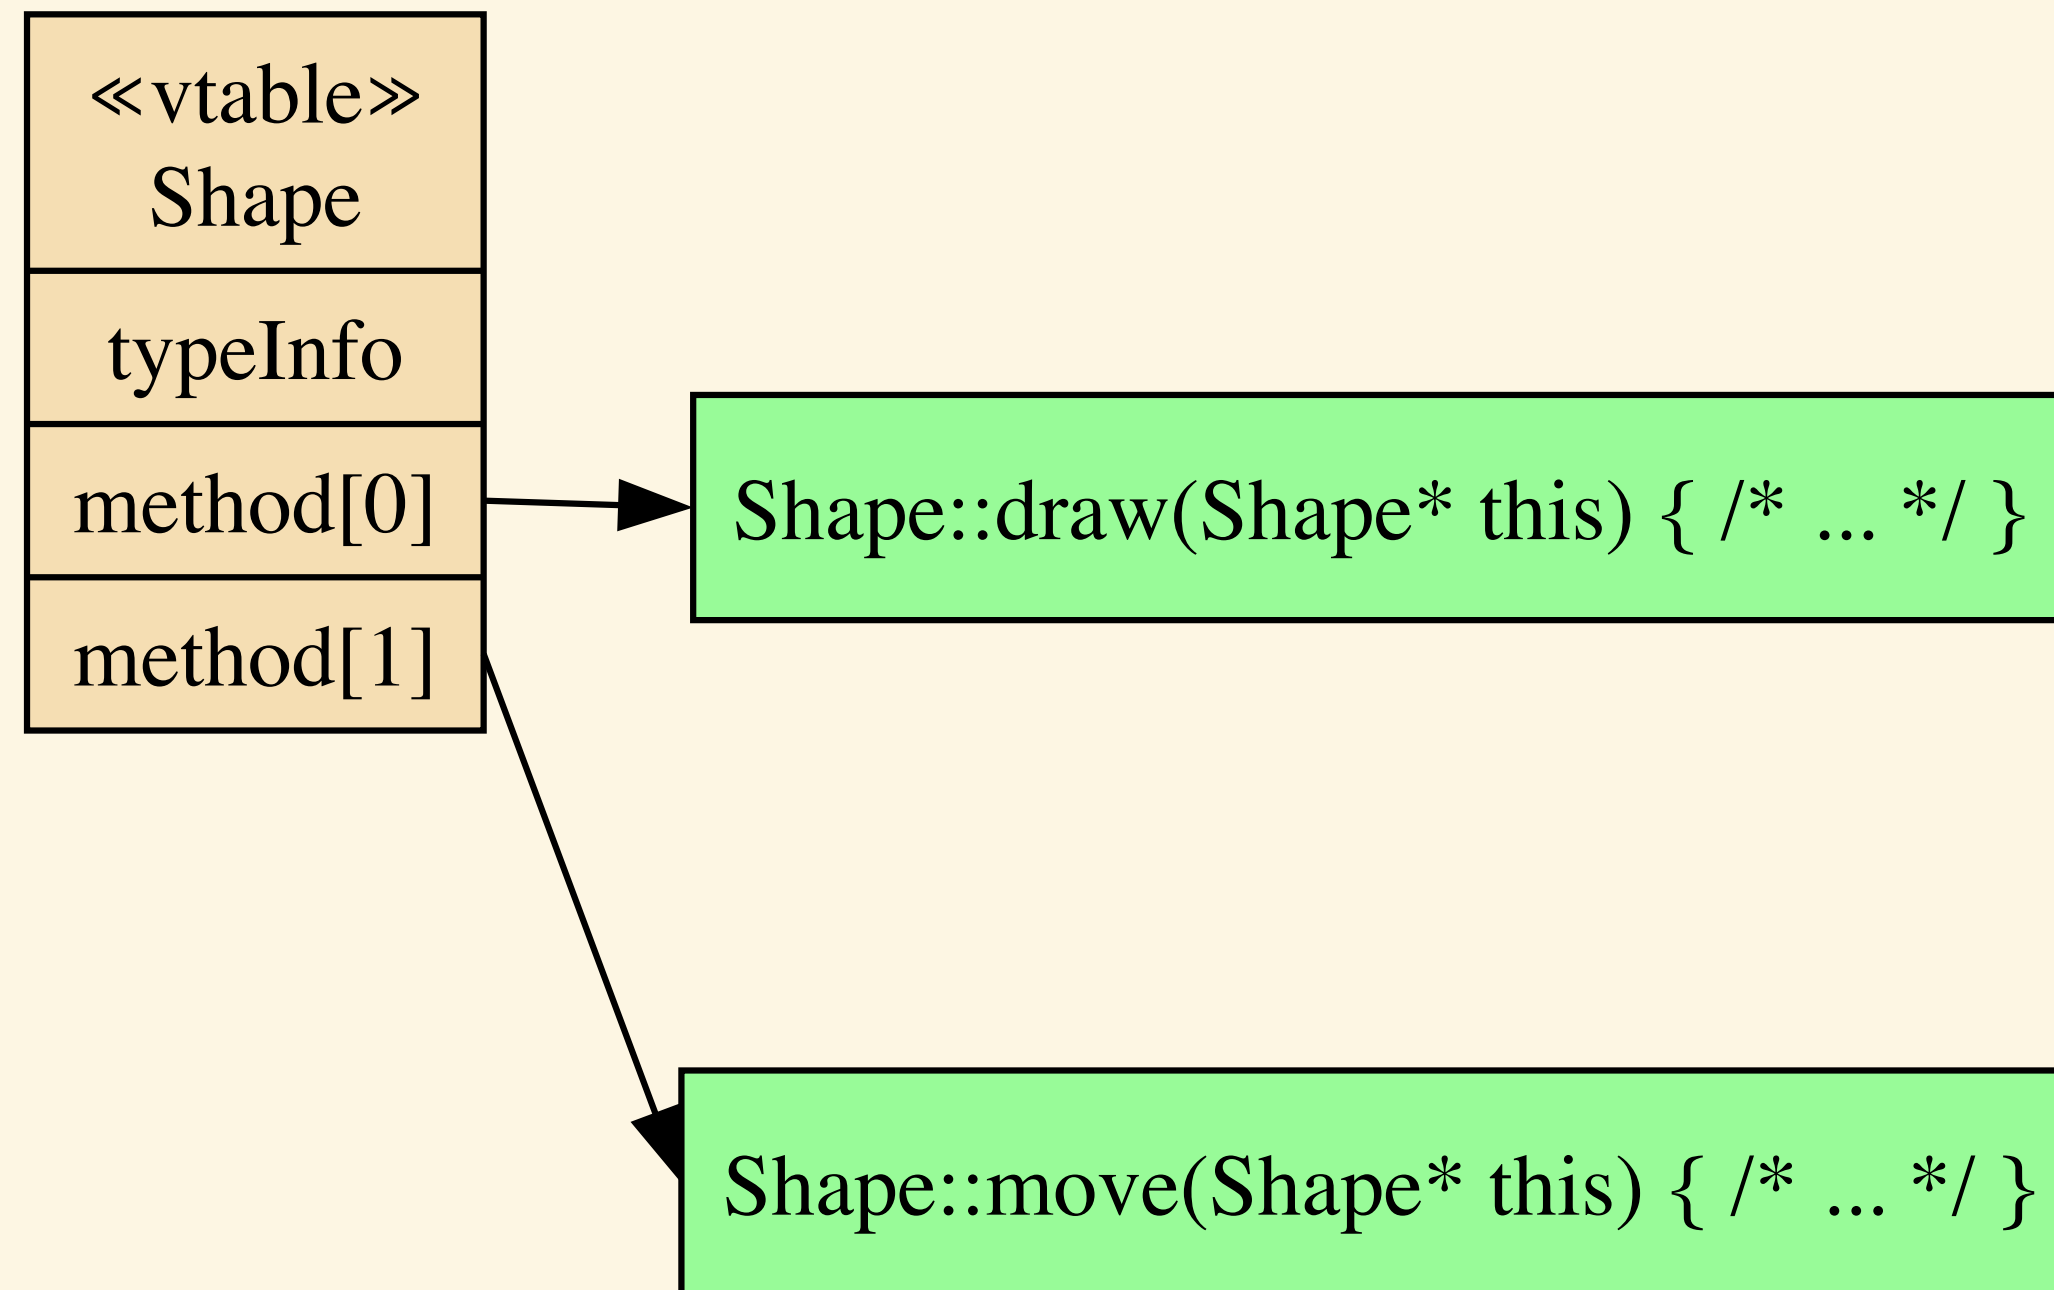 ≪vtable≫
Shape
typeInfo
method[0]
method[1]
Shape::draw(Shape* this) { /* ... */ }
Shape::move(Shape* this) { /* ... */ }